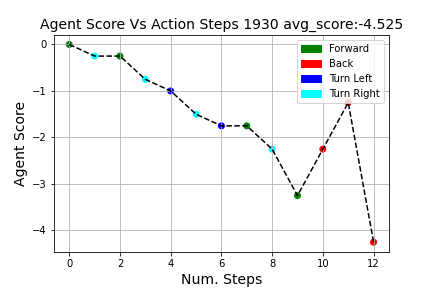 Agent Score Vs Action Steps 1930 avg_score:-4.525
Forward
Back
Turn Left
Turn Right
Agent Score
0
−1
−2
−3
−4
0 2 4 6 8 10 12
Num. Steps